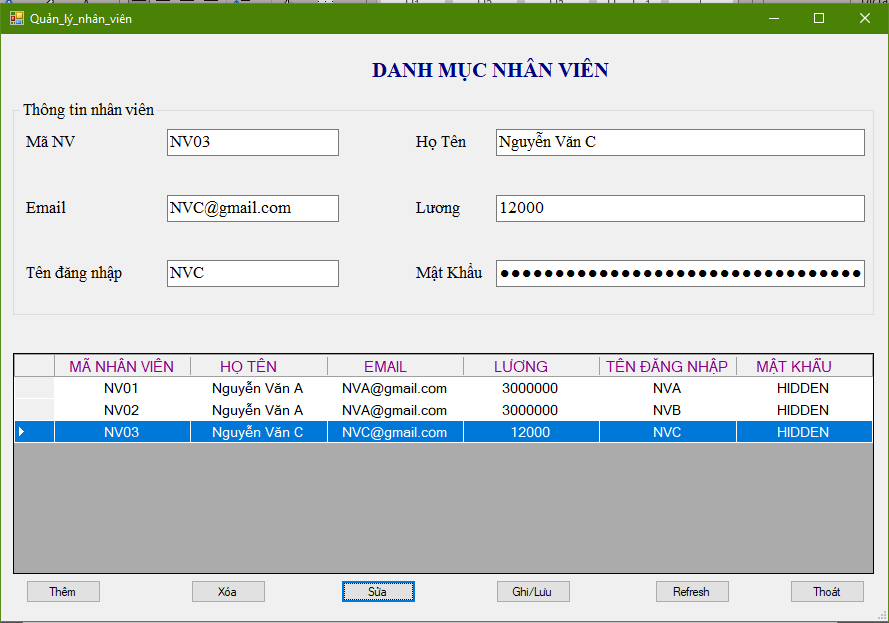 Quản_lý_nhân_viên
DANH MỤC NHÂN VIÊN
Thông tin nhân viên
Mã NV NV03 Họ Tên Nguyễn Văn C
Email NVC@gmail.com Lương 12000
Tên đăng nhập NVC Mật Khẩu ●●●●●●●●●●●●●●●●●●●●●●●●●●●●●●●●●
MÃ NHÂN VIÊN HỌ TÊN EMAIL LƯƠNG TÊN ĐĂNG NHẬP MẬT KHẨU
NV01 Nguyễn Văn A NVA@gmail.com 3000000 NVA HIDDEN
NV02 Nguyễn Văn A NVA@gmail.com 3000000 NVB HIDDEN
NV03 Nguyễn Văn C NVC@gmail.com 12000 NVC HIDDEN
Thêm Xóa Sửa Ghi/Lưu Refresh Thoát